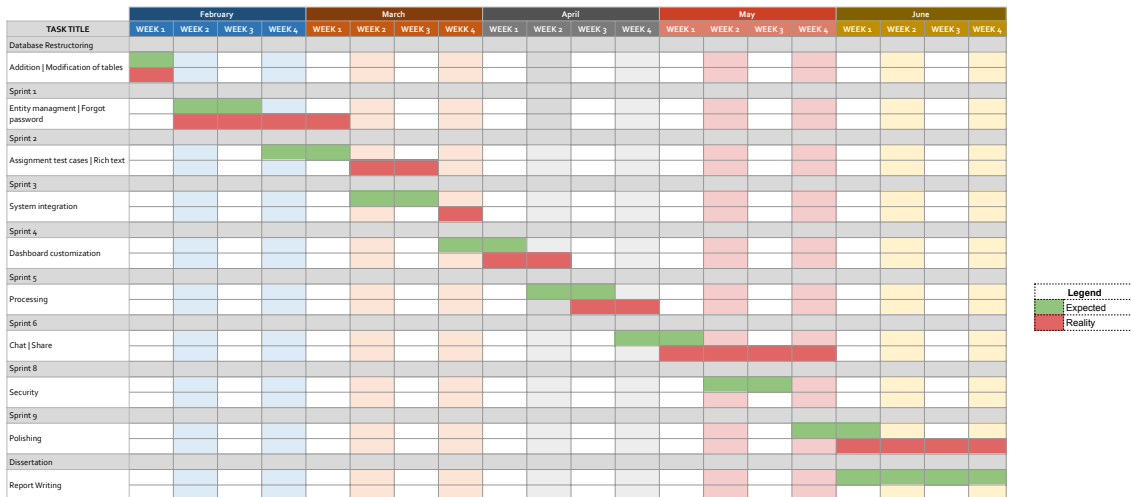 February March April May June
TASK TITLE WEEK 1 WEEK 2 WEEK 3 WEEK 4 WEEK 1 WEEK 2 WEEK 3 WEEK 4 WEEK 1 WEEK 2 WEEK 3 WEEK 4 WEEK 1 WEEK 2 WEEK 3 WEEK 4 WEEK 1 WEEK 2 WEEK 3 WEEK 4
Database Restructoring
Addition | Modification of tables
Sprint 1
Entity managment | Forgot
password
Sprint 2
Assignment test cases | Rich text
Sprint 3
System integration
Sprint 4
Dashboard customization
Sprint 5
Processing
Sprint 6
Chat | Share
Sprint 8
Security
Sprint 9
Polishing
Dissertation
Report Writing
Legend
Expected
Reality